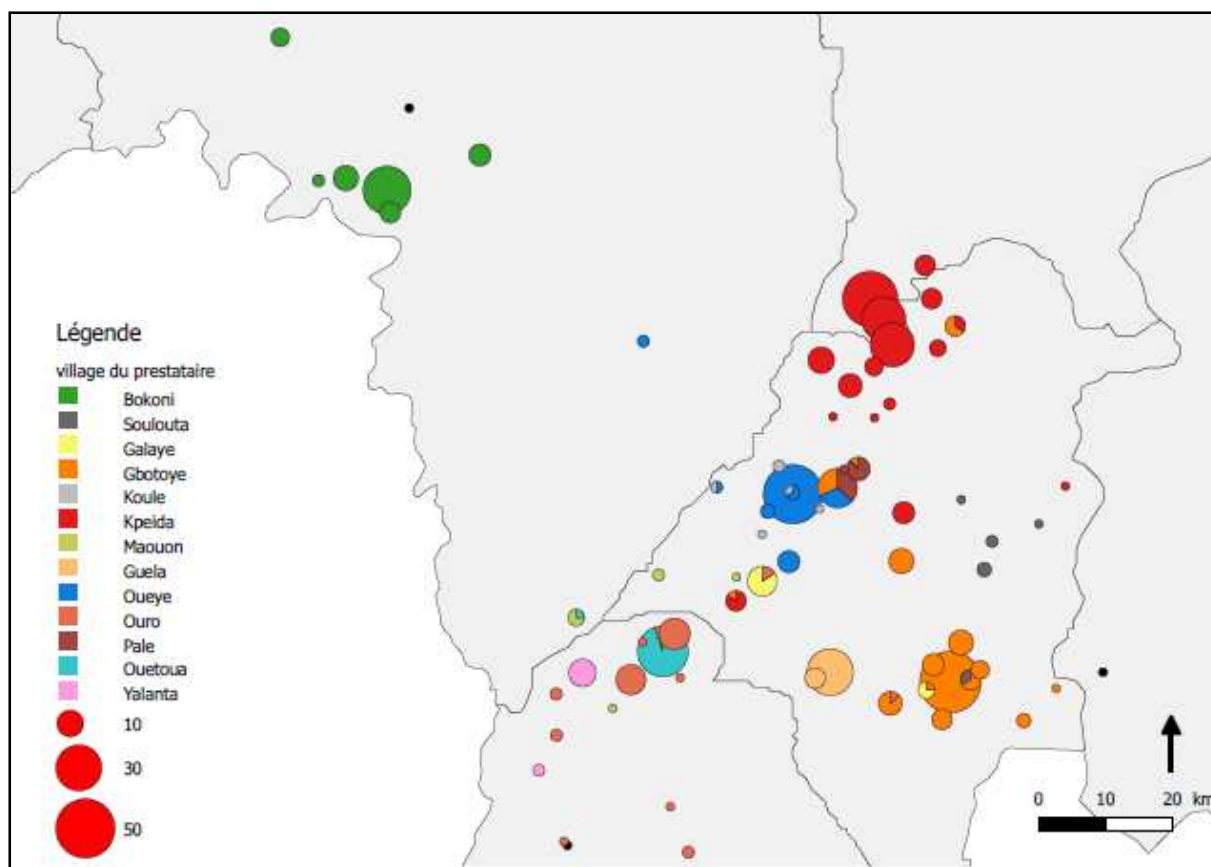 Légende
village du prestataire
Bokoni
Soulouta
Galaye
Gbotoye
Koule
Kpeida
Maouon
Guela
Oueye
Ouro
Pale
Ouetoua
Yalanta
10
30
50
0 10 20 km